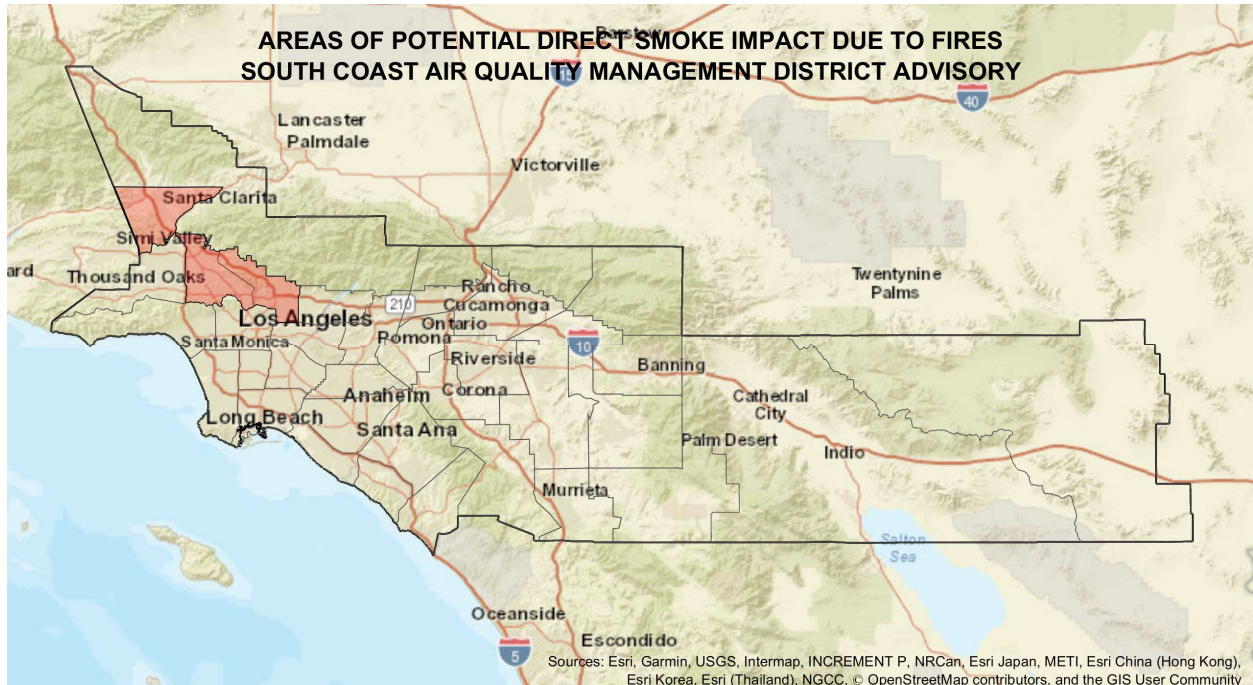 AREAS OF POTENTIAL DIRECT SMOKE IMPACT DUE TO FIRES
SOUTH COAST AIR QUALITY MANAGEMENT DISTRICT ADVISORY
Barstow
15
40
Lancaster
Palmdale
Victorville
Santa Clarita
Simi Valley
ard
Thousand Oaks
Twentynine
Palms
Rancho
Cucamonga
210
Los Angeles
Ontario
Santa Monica
Pomona
10
Riverside
Banning
Anaheim
Corona
Cathedral
City
Long Beach
Santa Ana
Palm Desert
Indio
Murrieta
Salton
Sea
Oceanside
Escondido
5
Sources: Esri, Garmin, USGS, Intermap, INCREMENT P, NRCan, Esri Japan, METI, Esri China (Hong Kong),
Esri Korea, Esri (Thailand), NGCC, © OpenStreetMap contributors, and the GIS User Community